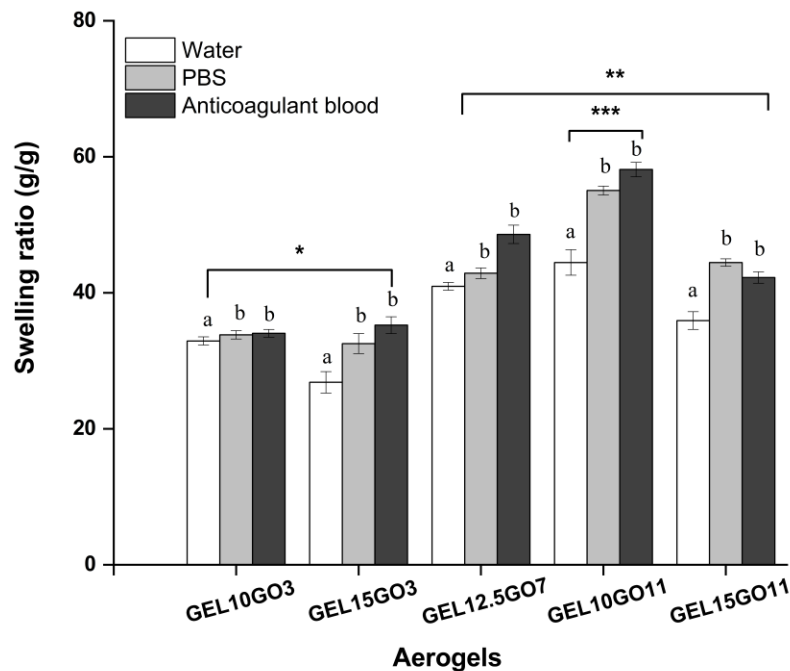 80
60
40
20
0
Swelling ratio (g/g)
Water
PBS
Anticoagulant blood
*
**
***
a b b
a b b
a b b
a b b
a b b
GEL10GO3
GEL15GO3
GEL12.5GO7
GEL10GO11
GEL15GO11
Aerogels